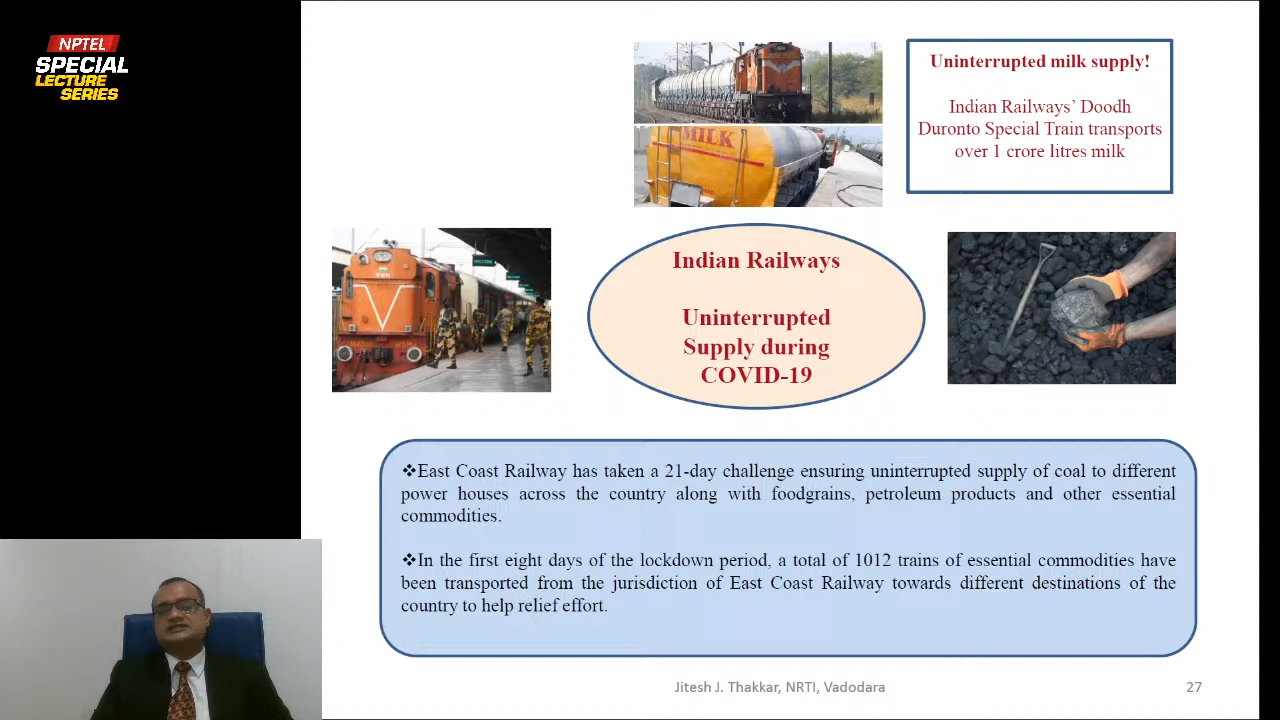 NPTEL
SPECIAL
LECTURE
SERIES
MILK
Uninterrupted milk supply!
Indian Railways’ Doodh
Duronto Special Train transports
over 1 crore litres milk
Indian Railways
Uninterrupted
Supply during
COVID-19
❖East Coast Railway has taken a 21-day challenge ensuring uninterrupted supply of coal to different
power houses across the country along with foodgrains, petroleum products and other essential
commodities.
❖In the first eight days of the lockdown period, a total of 1012 trains of essential commodities have
been transported from the jurisdiction of East Coast Railway towards different destinations of the
country to help relief effort.
Jitesh J. Thakkar, NRTI, Vadodara
27